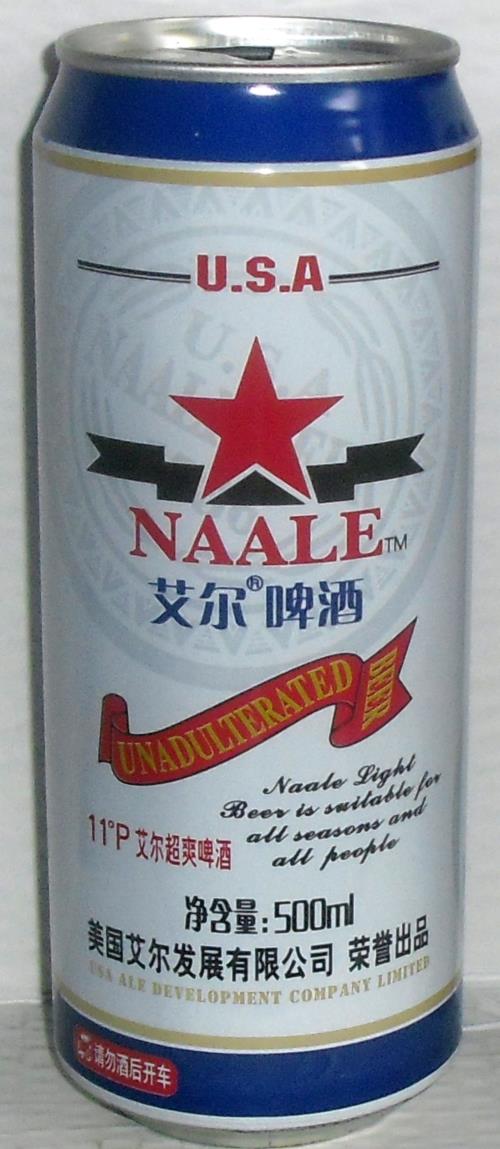 U.S.A
NAALE™
艾尔®啤酒
UNADULTERATED BEER
Naale Light
Beer is suitable for
all seasons and
all people
11°P 艾尔超爽啤酒
净含量:500ml
美国艾尔发展有限公司 荣誉出品
USA ALE DEVELOPMENT COMPANY LIMITED
请勿酒后开车